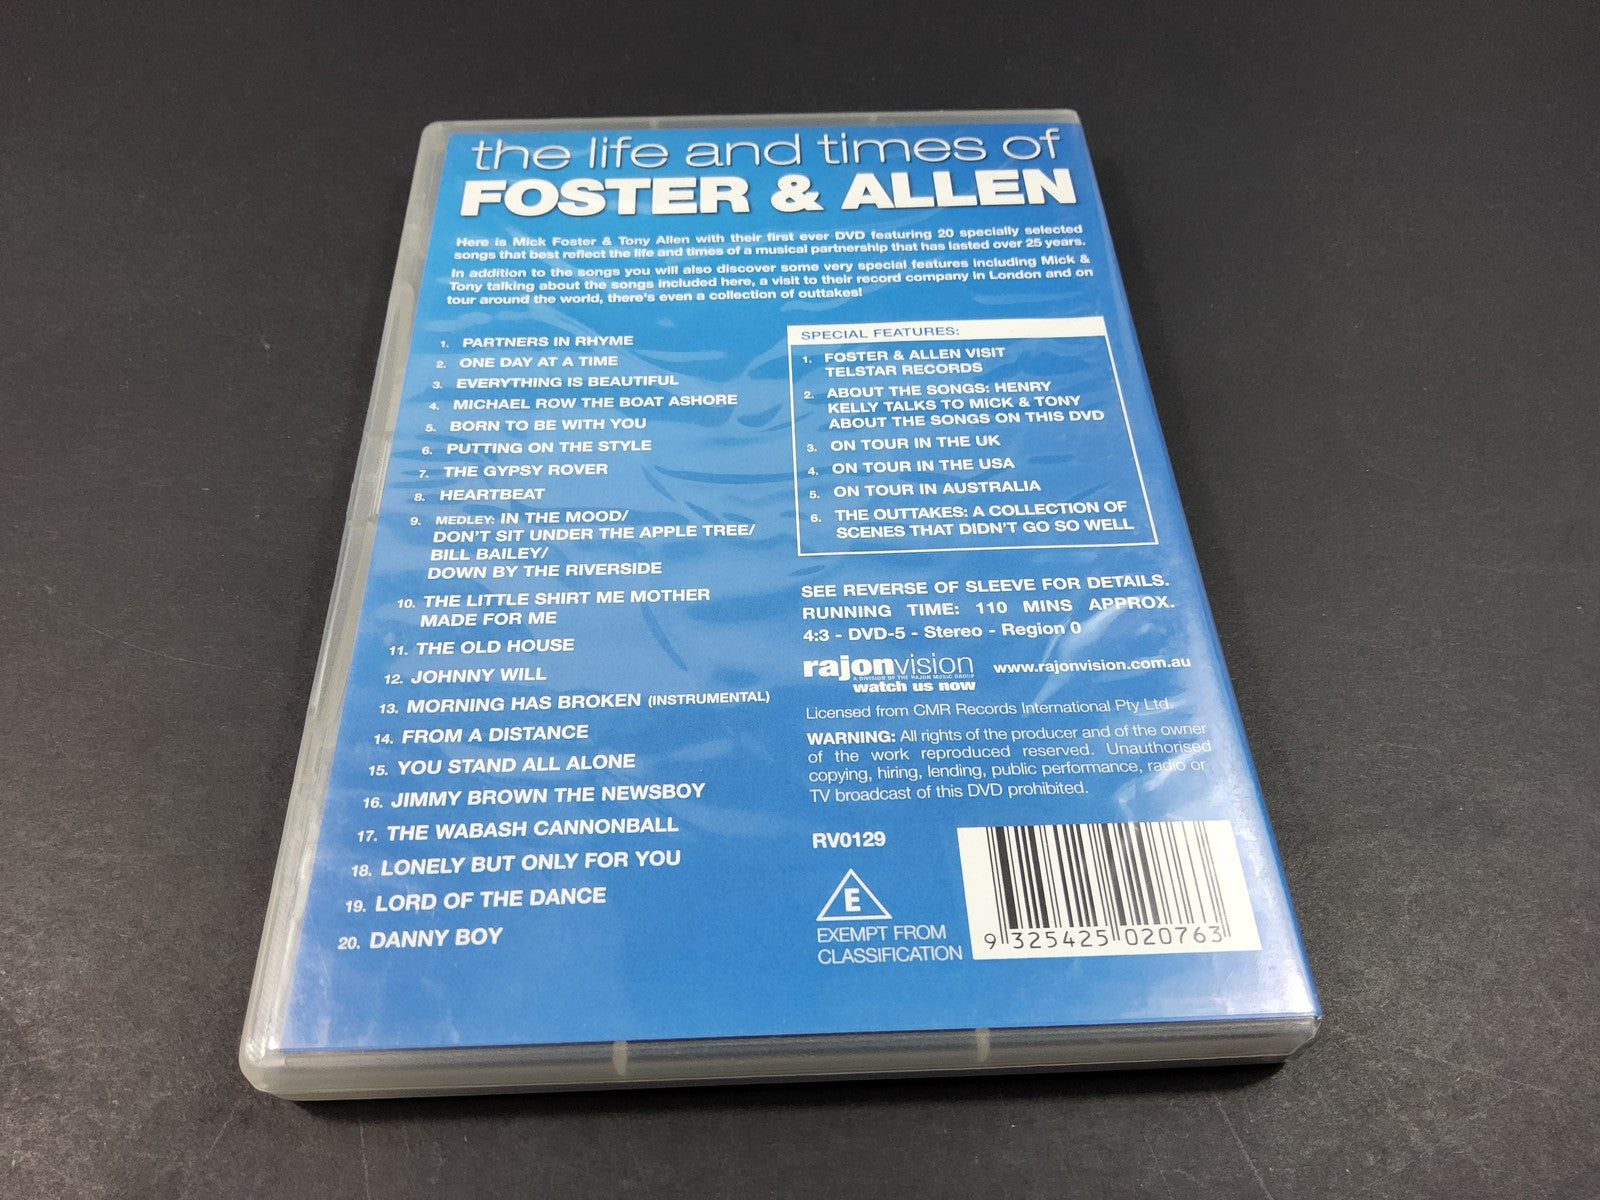 the life and times of
FOSTER & ALLEN
Here is Mick Foster & Tony Allen with their first ever DVD featuring 20 specially selected
songs that best reflect the life and times of a musical partnership that has lasted over 25 years.
In addition to the songs you will also discover some very special features including Mick &
Tony talking about the songs included here, a visit to their record company in London and on
tour around the world, there's even a collection of outtakes!
1. PARTNERS IN RHYME
2. ONE DAY AT A TIME
3. EVERYTHING IS BEAUTIFUL
4. MICHAEL ROW THE BOAT ASHORE
5. BORN TO BE WITH YOU
6. PUTTING ON THE STYLE
7. THE GYPSY ROVER
8. HEARTBEAT
9. MEDLEY: IN THE MOOD/
DON'T SIT UNDER THE APPLE TREE/
BILL BAILEY/
DOWN BY THE RIVERSIDE
10. THE LITTLE SHIRT ME MOTHER
MADE FOR ME
11. THE OLD HOUSE
12. JOHNNY WILL
13. MORNING HAS BROKEN (INSTRUMENTAL)
14. FROM A DISTANCE
15. YOU STAND ALL ALONE
16. JIMMY BROWN THE NEWSBOY
17. THE WABASH CANNONBALL
18. LONELY BUT ONLY FOR YOU
19. LORD OF THE DANCE
20. DANNY BOY
SPECIAL FEATURES:
1. FOSTER & ALLEN VISIT
TELSTAR RECORDS
2. ABOUT THE SONGS: HENRY
KELLY TALKS TO MICK & TONY
ABOUT THE SONGS ON THIS DVD
3. ON TOUR IN THE UK
4. ON TOUR IN THE USA
5. ON TOUR IN AUSTRALIA
6. THE OUTTAKES: A COLLECTION OF
SCENES THAT DIDN'T GO SO WELL
SEE REVERSE OF SLEEVE FOR DETAILS.
RUNNING TIME: 110 MINS APPROX.
4:3 - DVD-5 - Stereo - Region 0
rajonvision www.rajonvision.com.au
A DIVISION OF THE RAJON MUSIC GROUP
watch us now
Licensed from CMR Records International Pty Ltd.
WARNING: All rights of the producer and of the owner
of the work reproduced reserved. Unauthorised
copying, hiring, lending, public performance, radio or
TV broadcast of this DVD prohibited.
RV0129
E
EXEMPT FROM
CLASSIFICATION
9 325425 020763